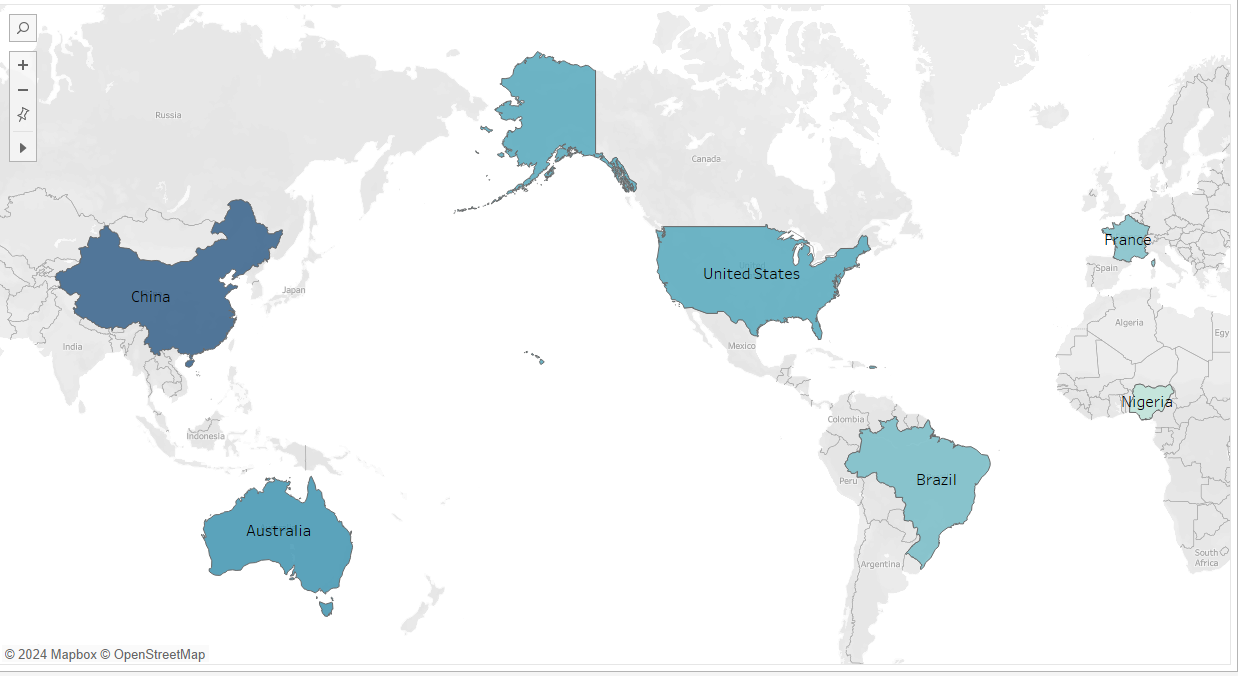 Russia
Canada
France
United States
Spain
China
Japan
Algeria
Egy
India
Mexico
Nigeria
Colombia
Indonesia
Brazil
Peru
Australia
South
Africa
Argentina
© 2024 Mapbox © OpenStreetMap